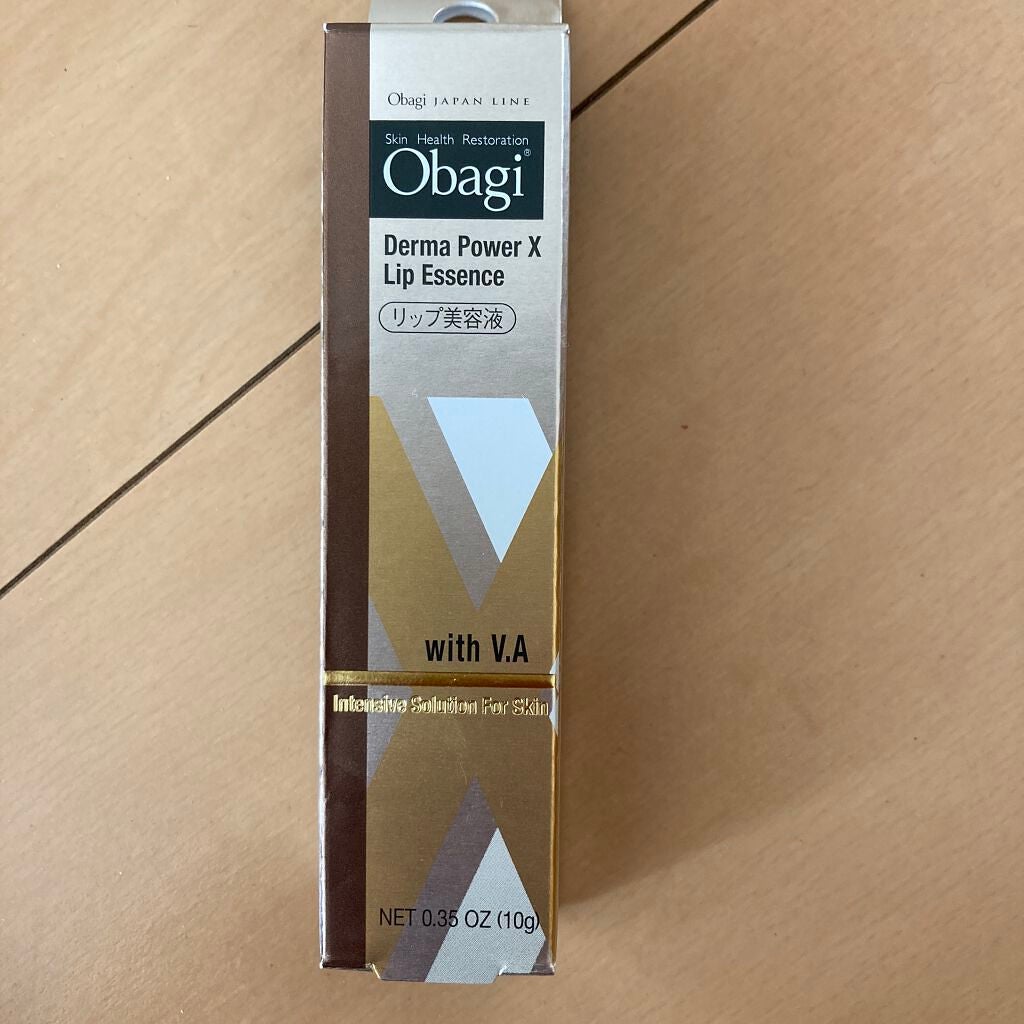 Obagi JAPAN LINE
Skin Health Restoration
Obagi®
Derma Power X
Lip Essence
リップ美容液
with V.A
Intensive Solution For Skin
NET 0.35 OZ (10g)